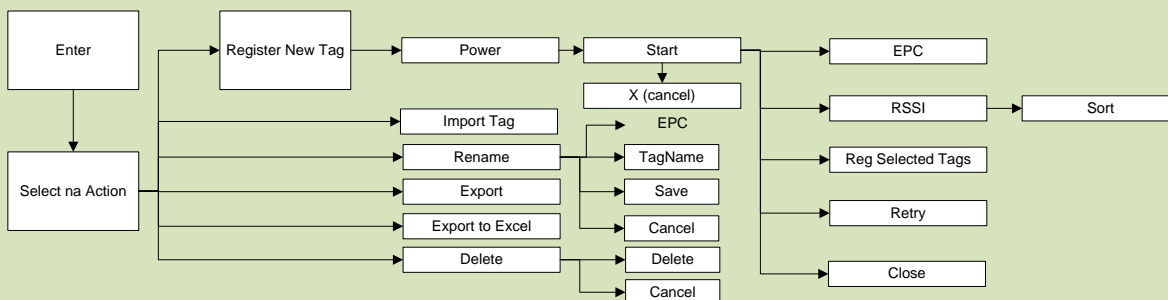 Enter
Register New Tag
Power
Start
EPC
X (cancel)
RSSI
Sort
Import Tag
EPC
Select na Action
Rename
TagName
Reg Selected Tags
Export
Save
Export to Excel
Cancel
Retry
Delete
Delete
Close
Cancel